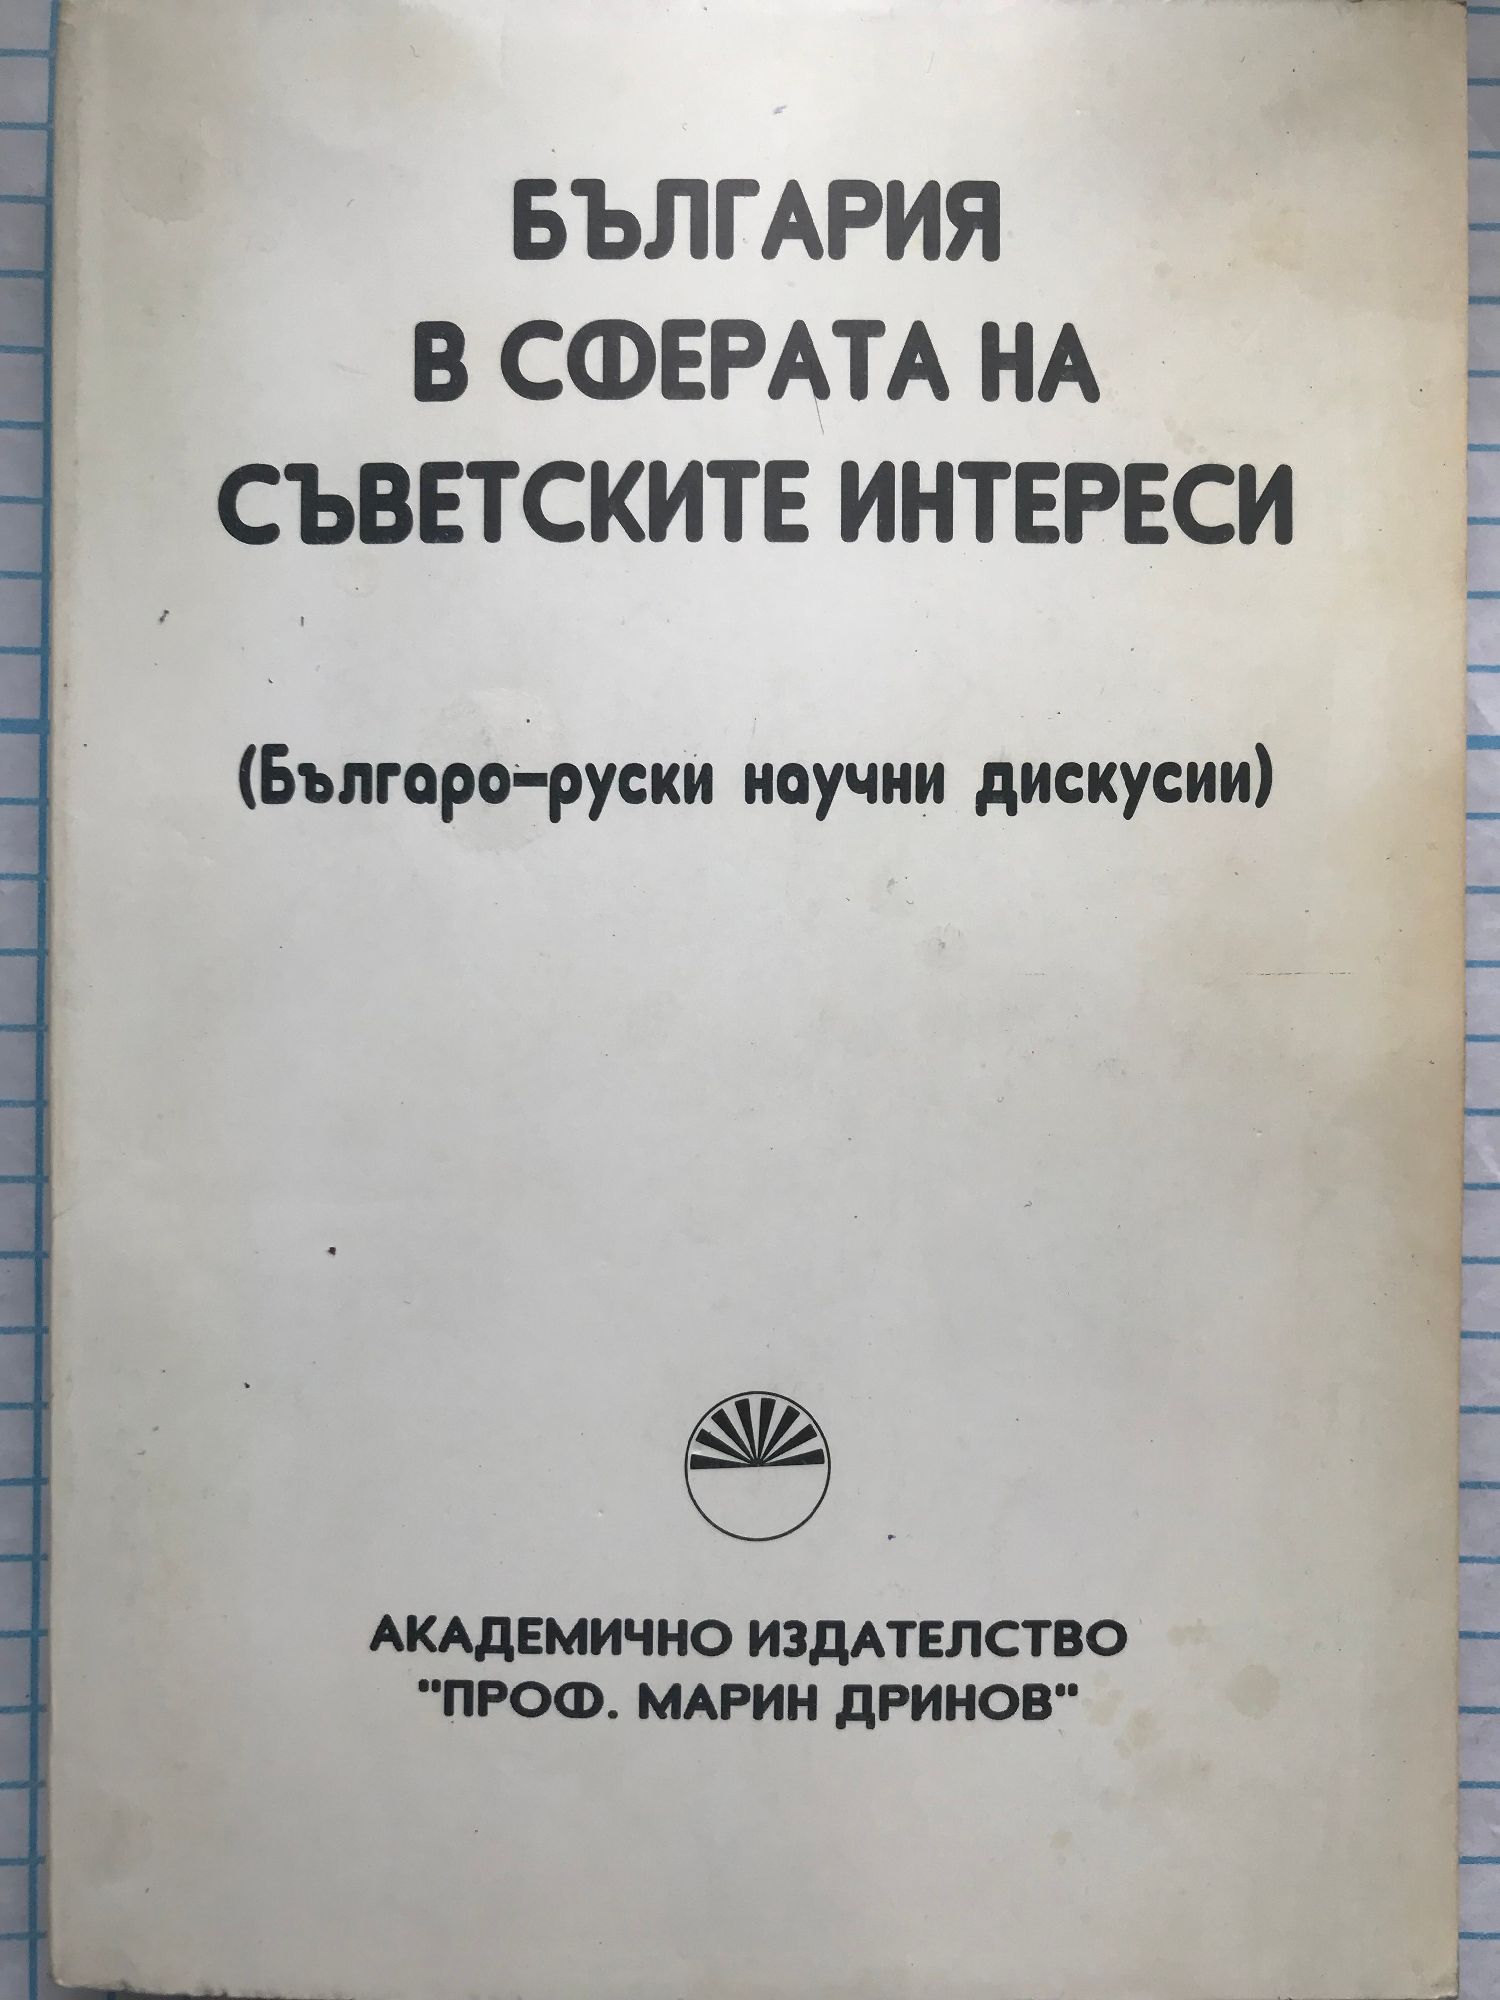 БЪЛГАРИЯ
В СФЕРАТА НА
СЪВЕТСКИТЕ ИНТЕРЕСИ
(Българо-руски научни дискусии)
АКАДЕМИЧНО ИЗДАТЕЛСТВО
"ПРОФ. МАРИН ДРИНОВ"